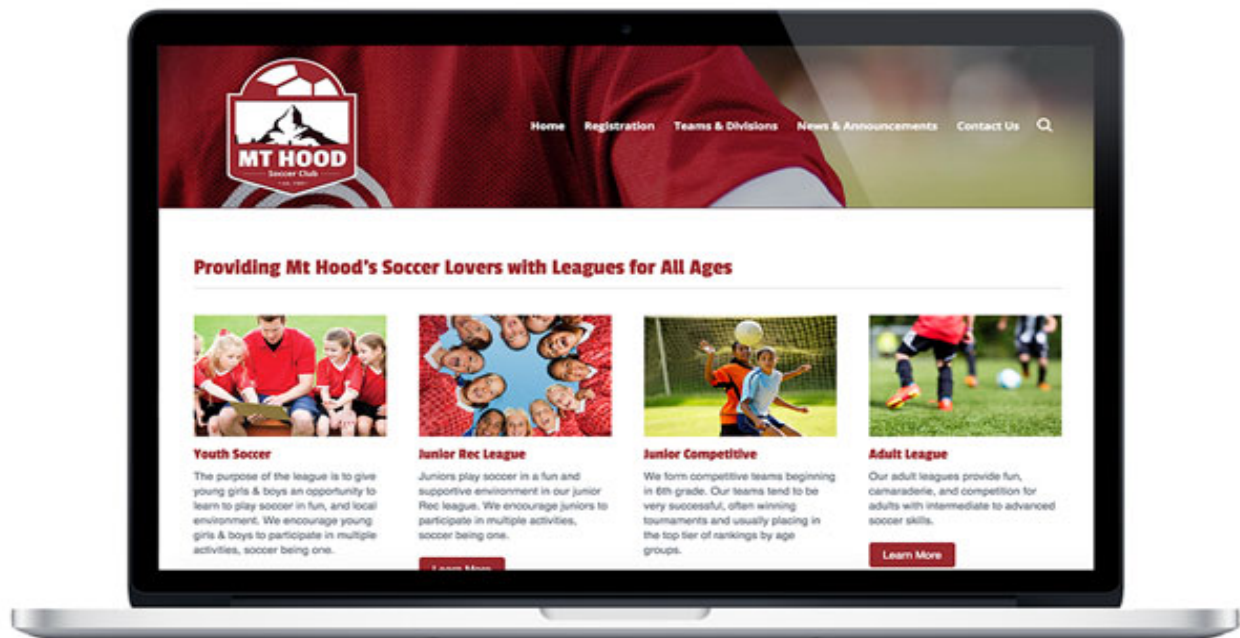 MT HOOD
Soccer Club
Home Registration Teams & Divisions News & Announcements Contact Us
Providing Mt Hood's Soccer Lovers with Leagues for All Ages
Youth Soccer
The purpose of the league is to give
young girls & boys an opportunity to
learn to play soccer in fun, and local
environment. We encourage young
girls & boys to participate in multiple
activities, soccer being one.
Junior Rec League
Juniors play soccer in a fun and
supportive environment in our junior
Rec league. We encourage juniors to
participate in multiple activities,
soccer being one.
Learn More
Junior Competitive
We form competitive teams beginning
in 6th grade. Our teams tend to be
very successful, often winning
tournaments and usually placing in
the top tier of rankings by age
groups.
Adult League
Our adult leagues provide fun,
camaraderie, and competition for
adults with intermediate to advanced
soccer skills.
Learn More